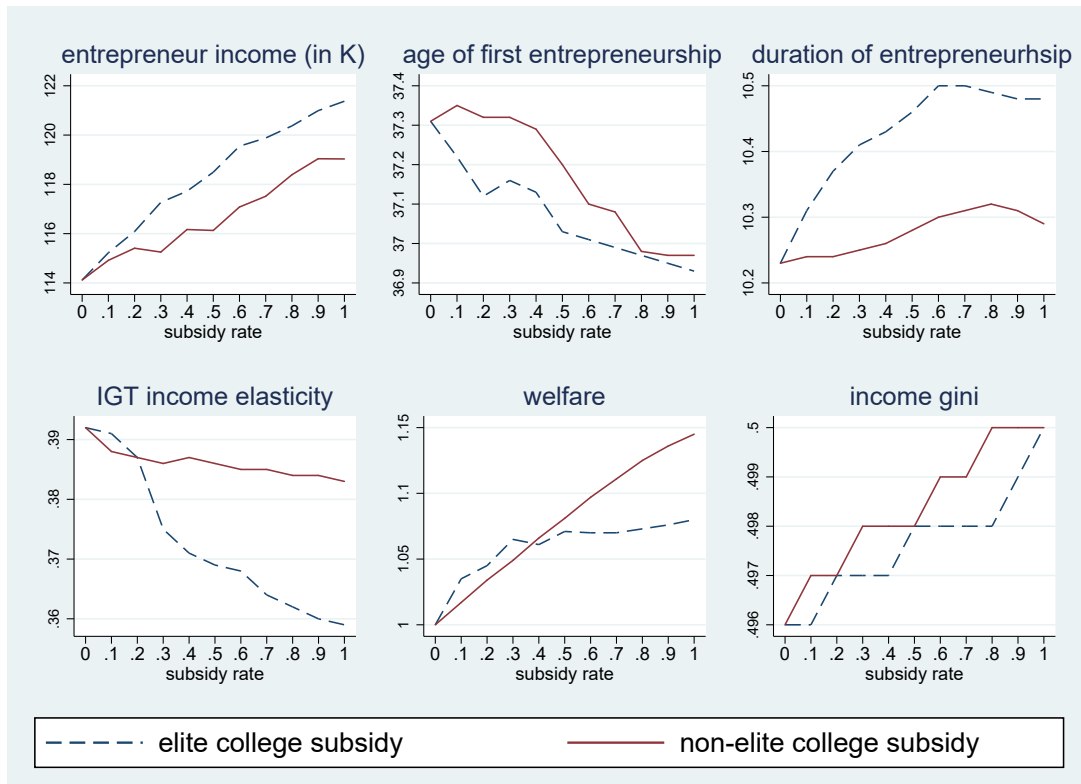 entrepreneur income (in K)
122
120
118
116
114
0 .1 .2 .3 .4 .5 .6 .7 .8 .9 1
subsidy rate
age of first entrepreneurship
37.4
37.3
37.2
37.1
37
36.9
0 .1 .2 .3 .4 .5 .6 .7 .8 .9 1
subsidy rate
duration of entrepreneurhsip
10.5
10.4
10.3
10.2
0 .1 .2 .3 .4 .5 .6 .7 .8 .9 1
subsidy rate
IGT income elasticity
.39
.38
.37
.36
0 .1 .2 .3 .4 .5 .6 .7 .8 .9 1
subsidy rate
welfare
1.15
1.1
1.05
1
0 .1 .2 .3 .4 .5 .6 .7 .8 .9 1
subsidy rate
income gini
.5
.499
.498
.497
.496
0 .1 .2 .3 .4 .5 .6 .7 .8 .9 1
subsidy rate
elite college subsidy
non-elite college subsidy